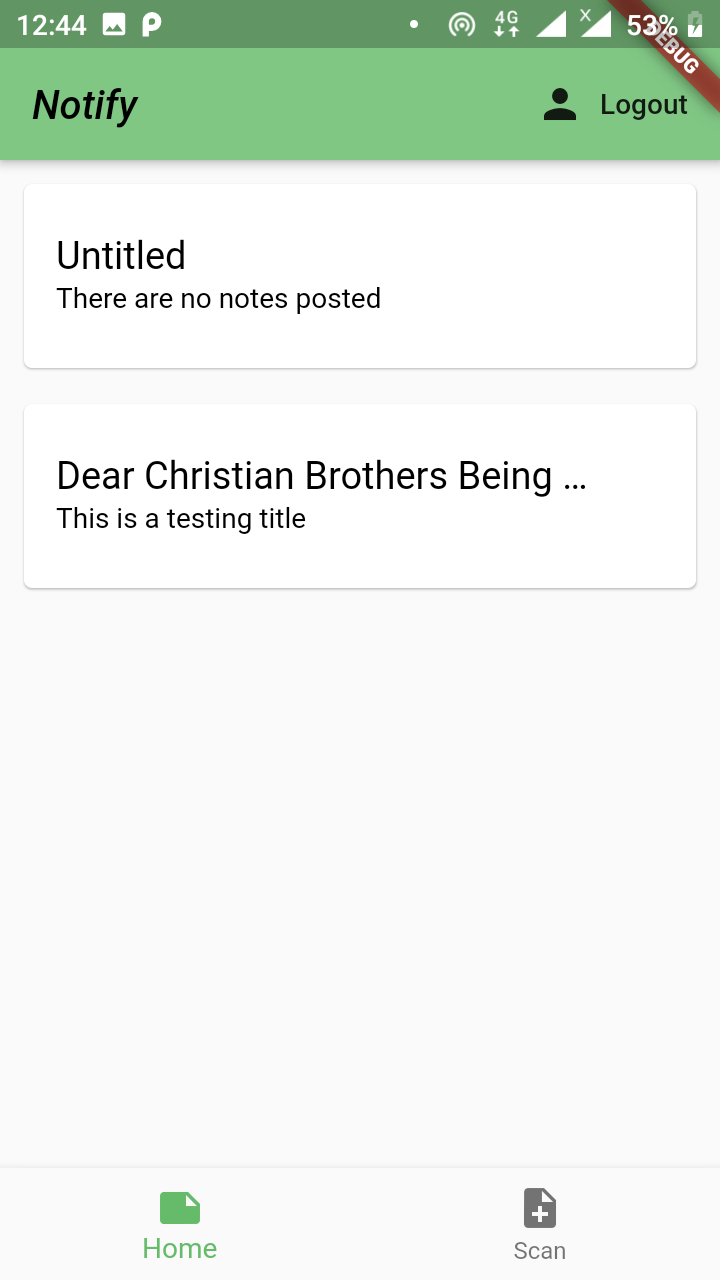 12:44 4G X 53%
DEBUG
Notify Logout
Untitled
There are no notes posted
Dear Christian Brothers Being ...
This is a testing title
Home Scan